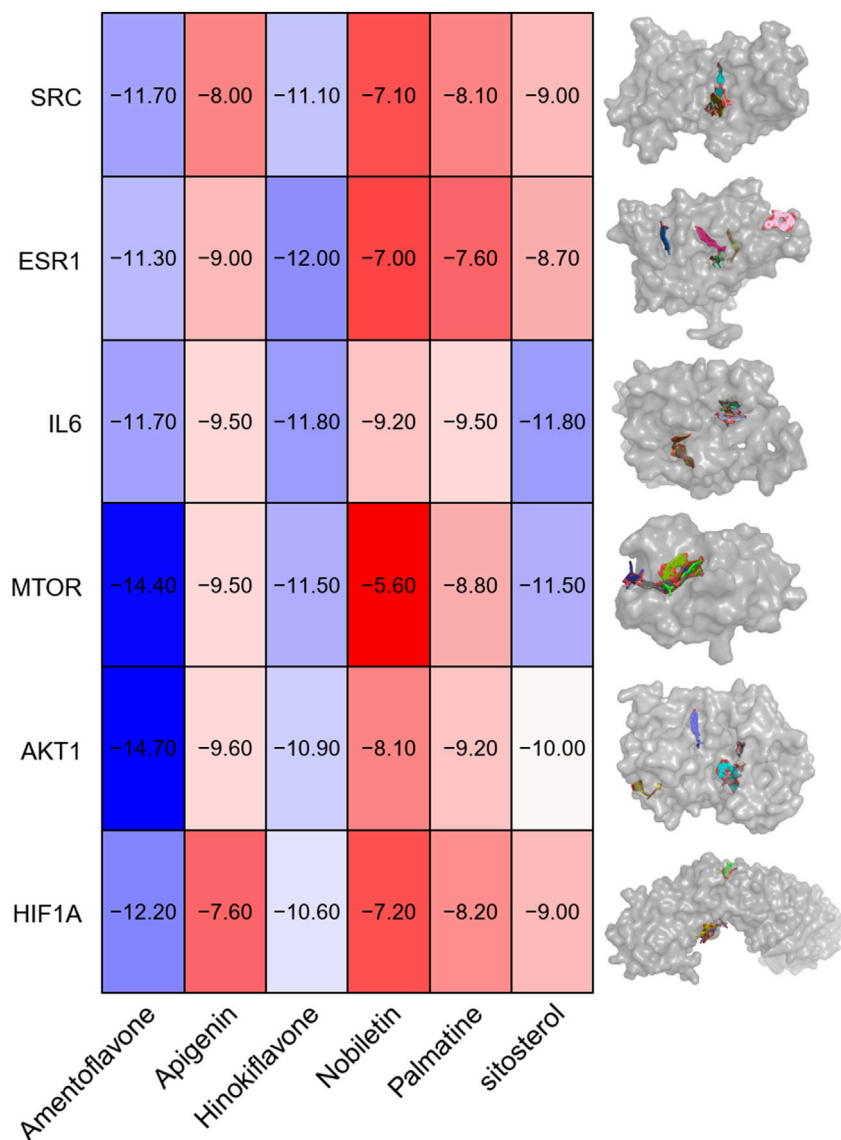 SRC −11.70 −8.00 −11.10 −7.10 −8.10 −9.00
ESR1 −11.30 −9.00 −12.00 −7.00 −7.60 −8.70
IL6 −11.70 −9.50 −11.80 −9.20 −9.50 −11.80
MTOR −14.40 −9.50 −11.50 −5.60 −8.80 −11.50
AKT1 −14.70 −9.60 −10.90 −8.10 −9.20 −10.00
HIF1A −12.20 −7.60 −10.60 −7.20 −8.20 −9.00
Amentoflavone Apigenin Hinokiflavone Nobiletin Palmatine sitosterol